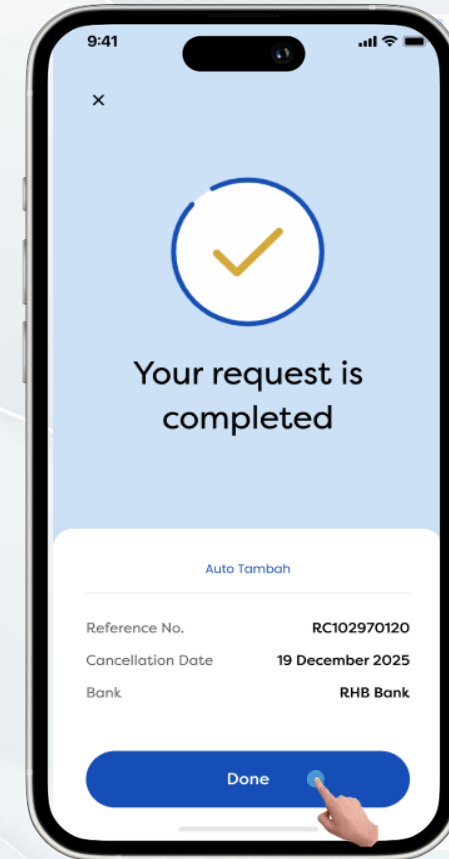 9:41
Your request is
completed
Auto Tambah
Reference No. RC102970120
Cancellation Date 19 December 2025
Bank RHB Bank
Done